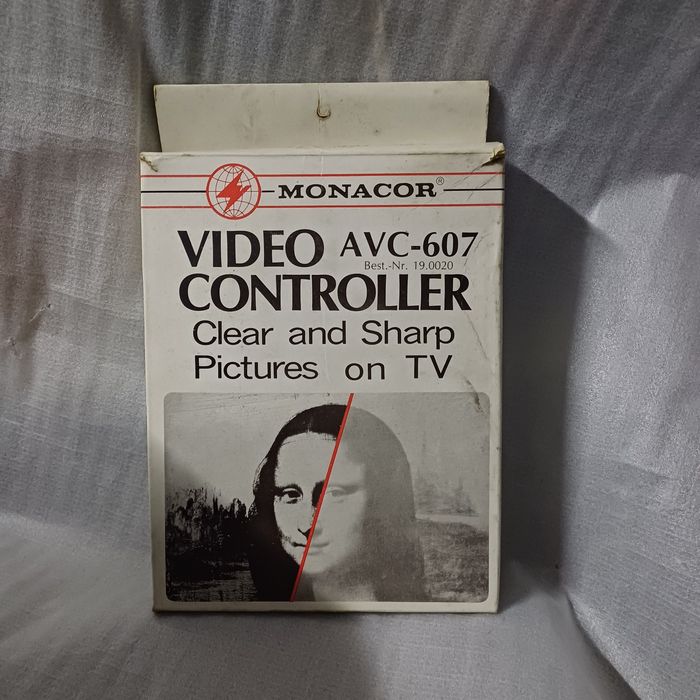 MONACOR®
VIDEO AVC-607
Best.-Nr. 19.0020
CONTROLLER
Clear and Sharp
Pictures on TV